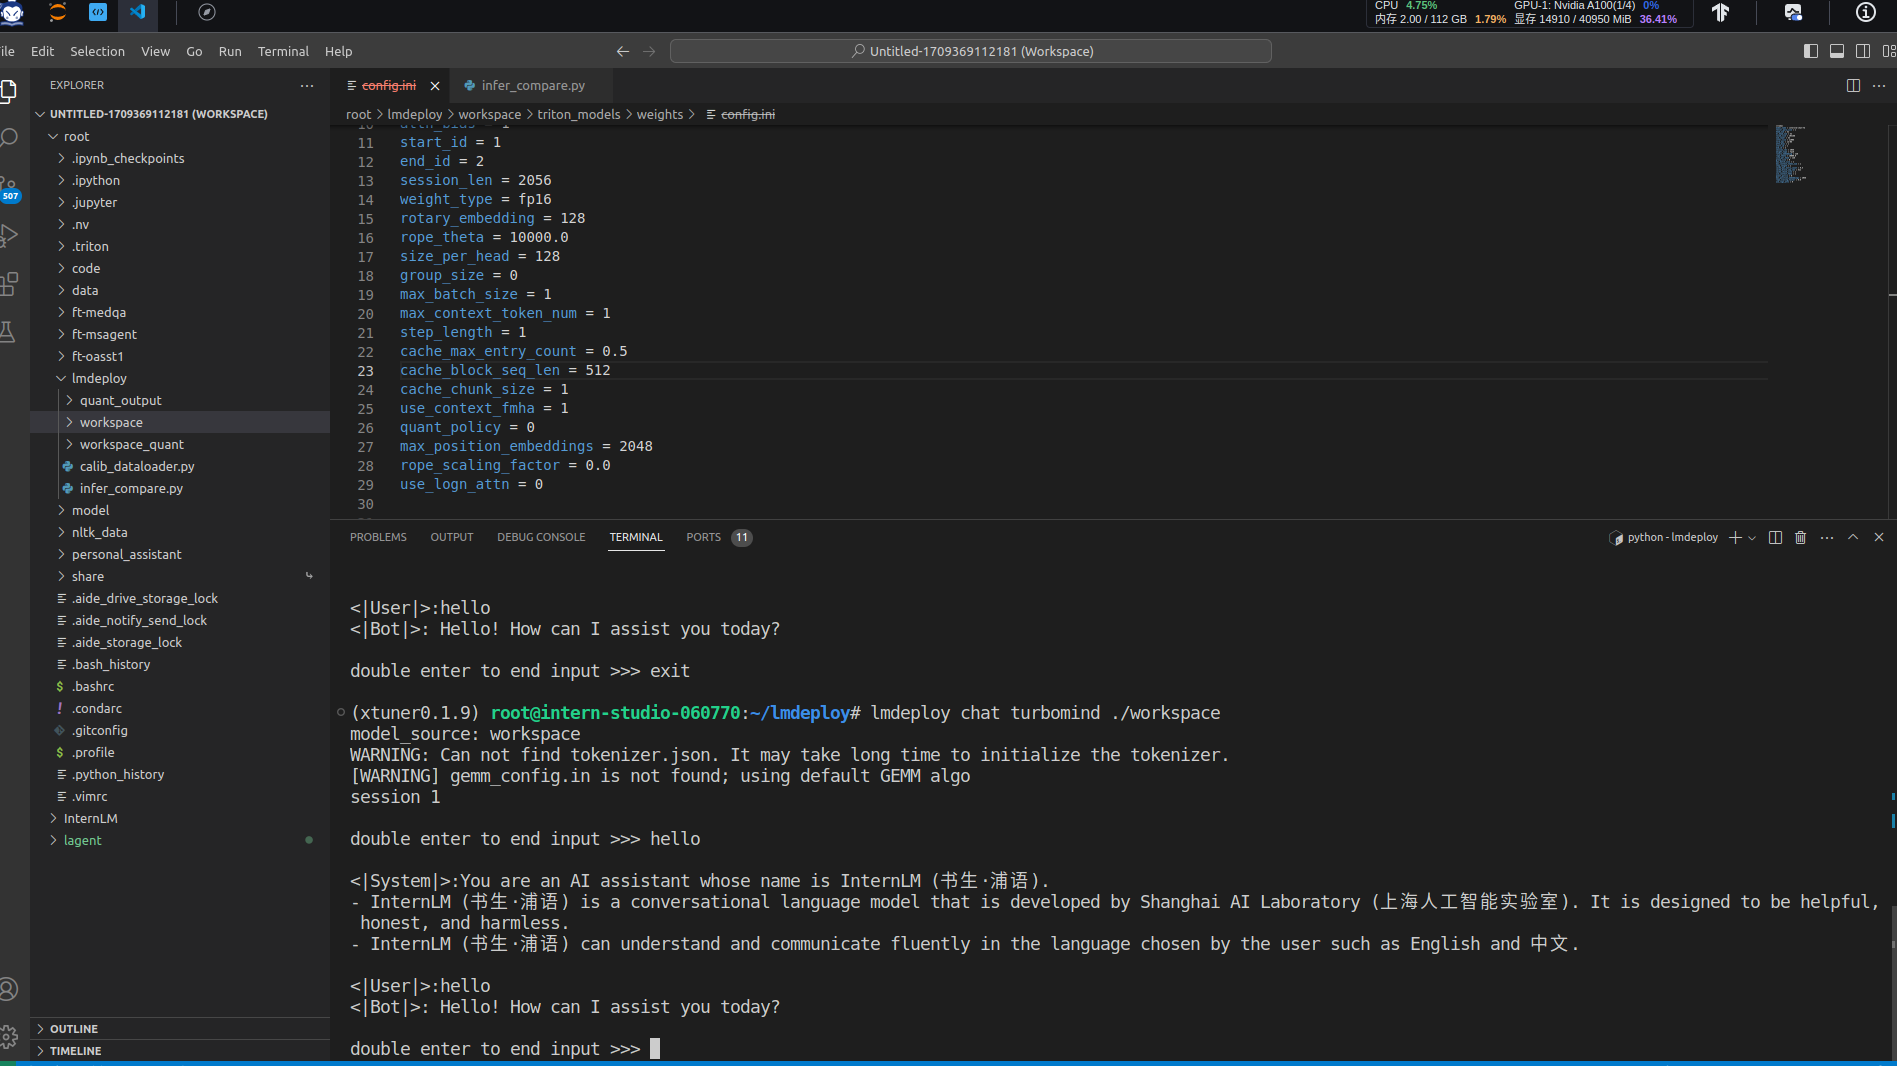 CPU 4.75% GPU-1: Nvidia A100(1/4) 0%
内存 2.00 / 112 GB 1.79% 显存 14910 / 40950 MiB 36.41%
ile Edit Selection View Go Run Terminal Help
Untitled-1709369112181 (Workspace)
EXPLORER
UNTITLED-1709369112181 (WORKSPACE)
root
.ipynb_checkpoints
.ipython
.jupyter
.nv
.triton
code
data
ft-medqa
ft-msagent
ft-oasst1
lmdeploy
quant_output
workspace
workspace_quant
calib_dataloader.py
infer_compare.py
model
nltk_data
personal_assistant
share
.aide_drive_storage_lock
.aide_notify_send_lock
.aide_storage_lock
.bash_history
.bashrc
.condarc
.gitconfig
.profile
.python_history
.vimrc
InternLM
lagent
OUTLINE
TIMELINE
507
config.ini infer_compare.py
root > lmdeploy > workspace > triton_models > weights > config.ini
10 attn_bias = 1
11 start_id = 1
12 end_id = 2
13 session_len = 2056
14 weight_type = fp16
15 rotary_embedding = 128
16 rope_theta = 10000.0
17 size_per_head = 128
18 group_size = 0
19 max_batch_size = 1
20 max_context_token_num = 1
21 step_length = 1
22 cache_max_entry_count = 0.5
23 cache_block_seq_len = 512
24 cache_chunk_size = 1
25 use_context_fmha = 1
26 quant_policy = 0
27 max_position_embeddings = 2048
28 rope_scaling_factor = 0.0
29 use_logn_attn = 0
30
PROBLEMS OUTPUT DEBUG CONSOLE TERMINAL PORTS 11
python - lmdeploy
<|User|>:hello
<|Bot|>: Hello! How can I assist you today?
double enter to end input >>> exit
(xtuner0.1.9) root@intern-studio-060770:~/lmdeploy# lmdeploy chat turbomind ./workspace
model_source: workspace
WARNING: Can not find tokenizer.json. It may take long time to initialize the tokenizer.
[WARNING] gemm_config.in is not found; using default GEMM algo
session 1
double enter to end input >>> hello
<|System|>:You are an AI assistant whose name is InternLM (书生·浦语).
- InternLM (书生·浦语) is a conversational language model that is developed by Shanghai AI Laboratory (上海人工智能实验室). It is designed to be helpful,
honest, and harmless.
- InternLM (书生·浦语) can understand and communicate fluently in the language chosen by the user such as English and 中文.
<|User|>:hello
<|Bot|>: Hello! How can I assist you today?
double enter to end input >>>